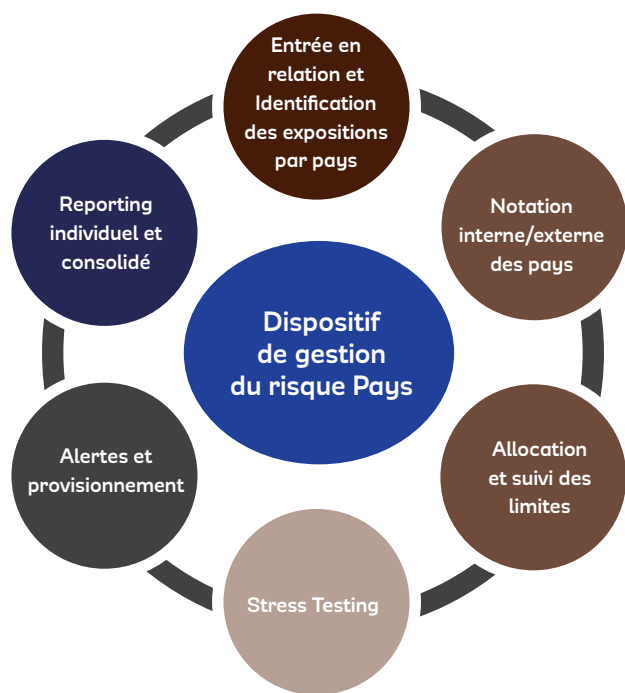 Entrée en
relation et
Identification
des expositions
par pays
Notation
interne/externe
des pays
Allocation
et suivi des
limites
Stress Testing
Alertes et
provisionnement
Reporting
individuel et
consolidé
Dispositif
de gestion
du risque Pays